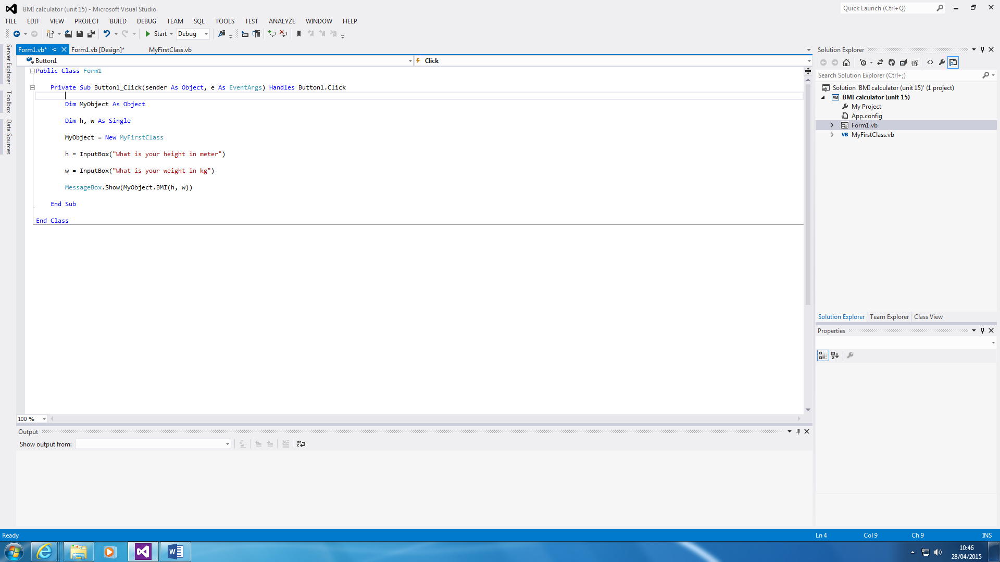 BMI calculator (unit 15) - Microsoft Visual Studio
Quick Launch (Ctrl+Q)
FILE EDIT VIEW PROJECT BUILD DEBUG TEAM SQL TOOLS TEST ANALYZE WINDOW HELP
Start Debug
Form1.vb* Form1.vb [Design]* MyFirstClass.vb
Button1 Click
Server Explorer
Toolbox
Data Sources
Public Class Form1
Private Sub Button1_Click(sender As Object, e As EventArgs) Handles Button1.Click
Dim MyObject As Object
Dim h, w As Single
MyObject = New MyFirstClass
h = InputBox("What is your height in meter")
w = InputBox("What is your weight in kg")
MessageBox.Show(MyObject.BMI(h, w))
End Sub
End Class
100 %
Output
Show output from:
Solution Explorer
Search Solution Explorer (Ctrl+;)
Solution 'BMI calculator (unit 15)' (1 project)
VB BMI calculator (unit 15)
My Project
App.config
Form1.vb
VB MyFirstClass.vb
Solution Explorer Team Explorer Class View
Properties
Ready Ln 4 Col 9 Ch 9 INS
10:46
28/04/2015